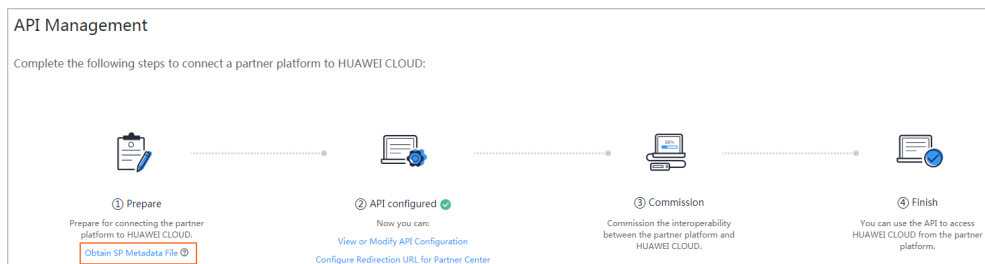 API Management
Complete the following steps to connect a partner platform to HUAWEI CLOUD:
① Prepare
Prepare for connecting the partner
platform to HUAWEI CLOUD.
Obtain SP Metadata File
② API configured
Now you can:
View or Modify API Configuration
Configure Redirection URL for Partner Center
③ Commission
Commission the interoperability
between the partner platform and
HUAWEI CLOUD.
④ Finish
You can use the API to access
HUAWEI CLOUD from the partner
platform.